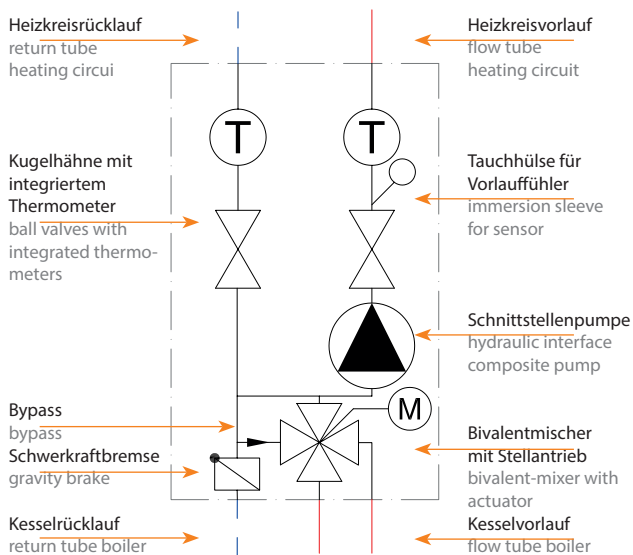 Heizkreisrücklauf
return tube
heating circui
Heizkreisvorlauf
flow tube
heating circuit
T
T
Kugelhähne mit
integriertem
Thermometer
ball valves with
integrated thermo-
meters
Tauchhülse für
Vorlauffühler
immersion sleeve
for sensor
Schnittstellenpumpe
hydraulic interface
composite pump
Bypass
bypass
M
Schwerkraftbremse
gravity brake
Bivalentmischer
mit Stellantrieb
bivalent-mixer with
actuator
Kesselrücklauf
return tube boiler
Kesselvorlauf
flow tube boiler